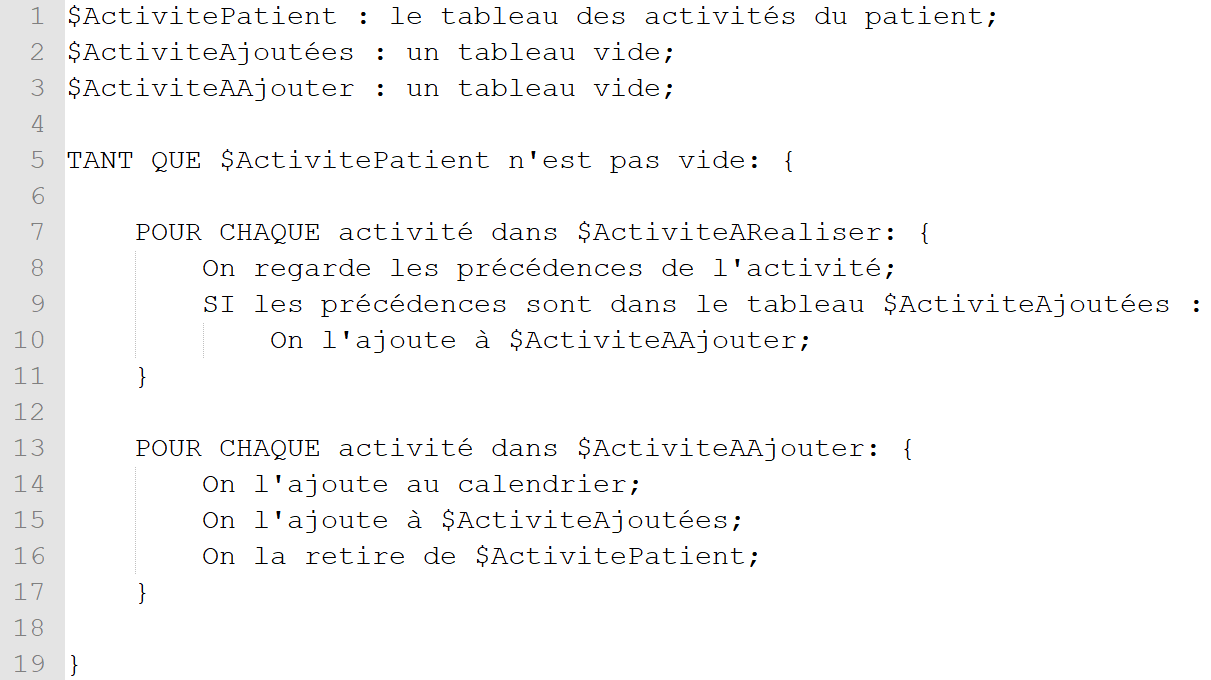 1 $ActivitePatient : le tableau des activités du patient;
2 $ActiviteAjoutées : un tableau vide;
3 $ActiviteAAjouter : un tableau vide;
4
5 TANT QUE $ActivitePatient n'est pas vide: {
6
7 POUR CHAQUE activité dans $ActiviteARealiser: {
8 On regarde les précédences de l'activité;
9 SI les précédences sont dans le tableau $ActiviteAjoutées :
10 On l'ajoute à $ActiviteAAjouter;
11 }
12
13 POUR CHAQUE activité dans $ActiviteAAjouter: {
14 On l'ajoute au calendrier;
15 On l'ajoute à $ActiviteAjoutées;
16 On la retire de $ActivitePatient;
17 }
18
19 }